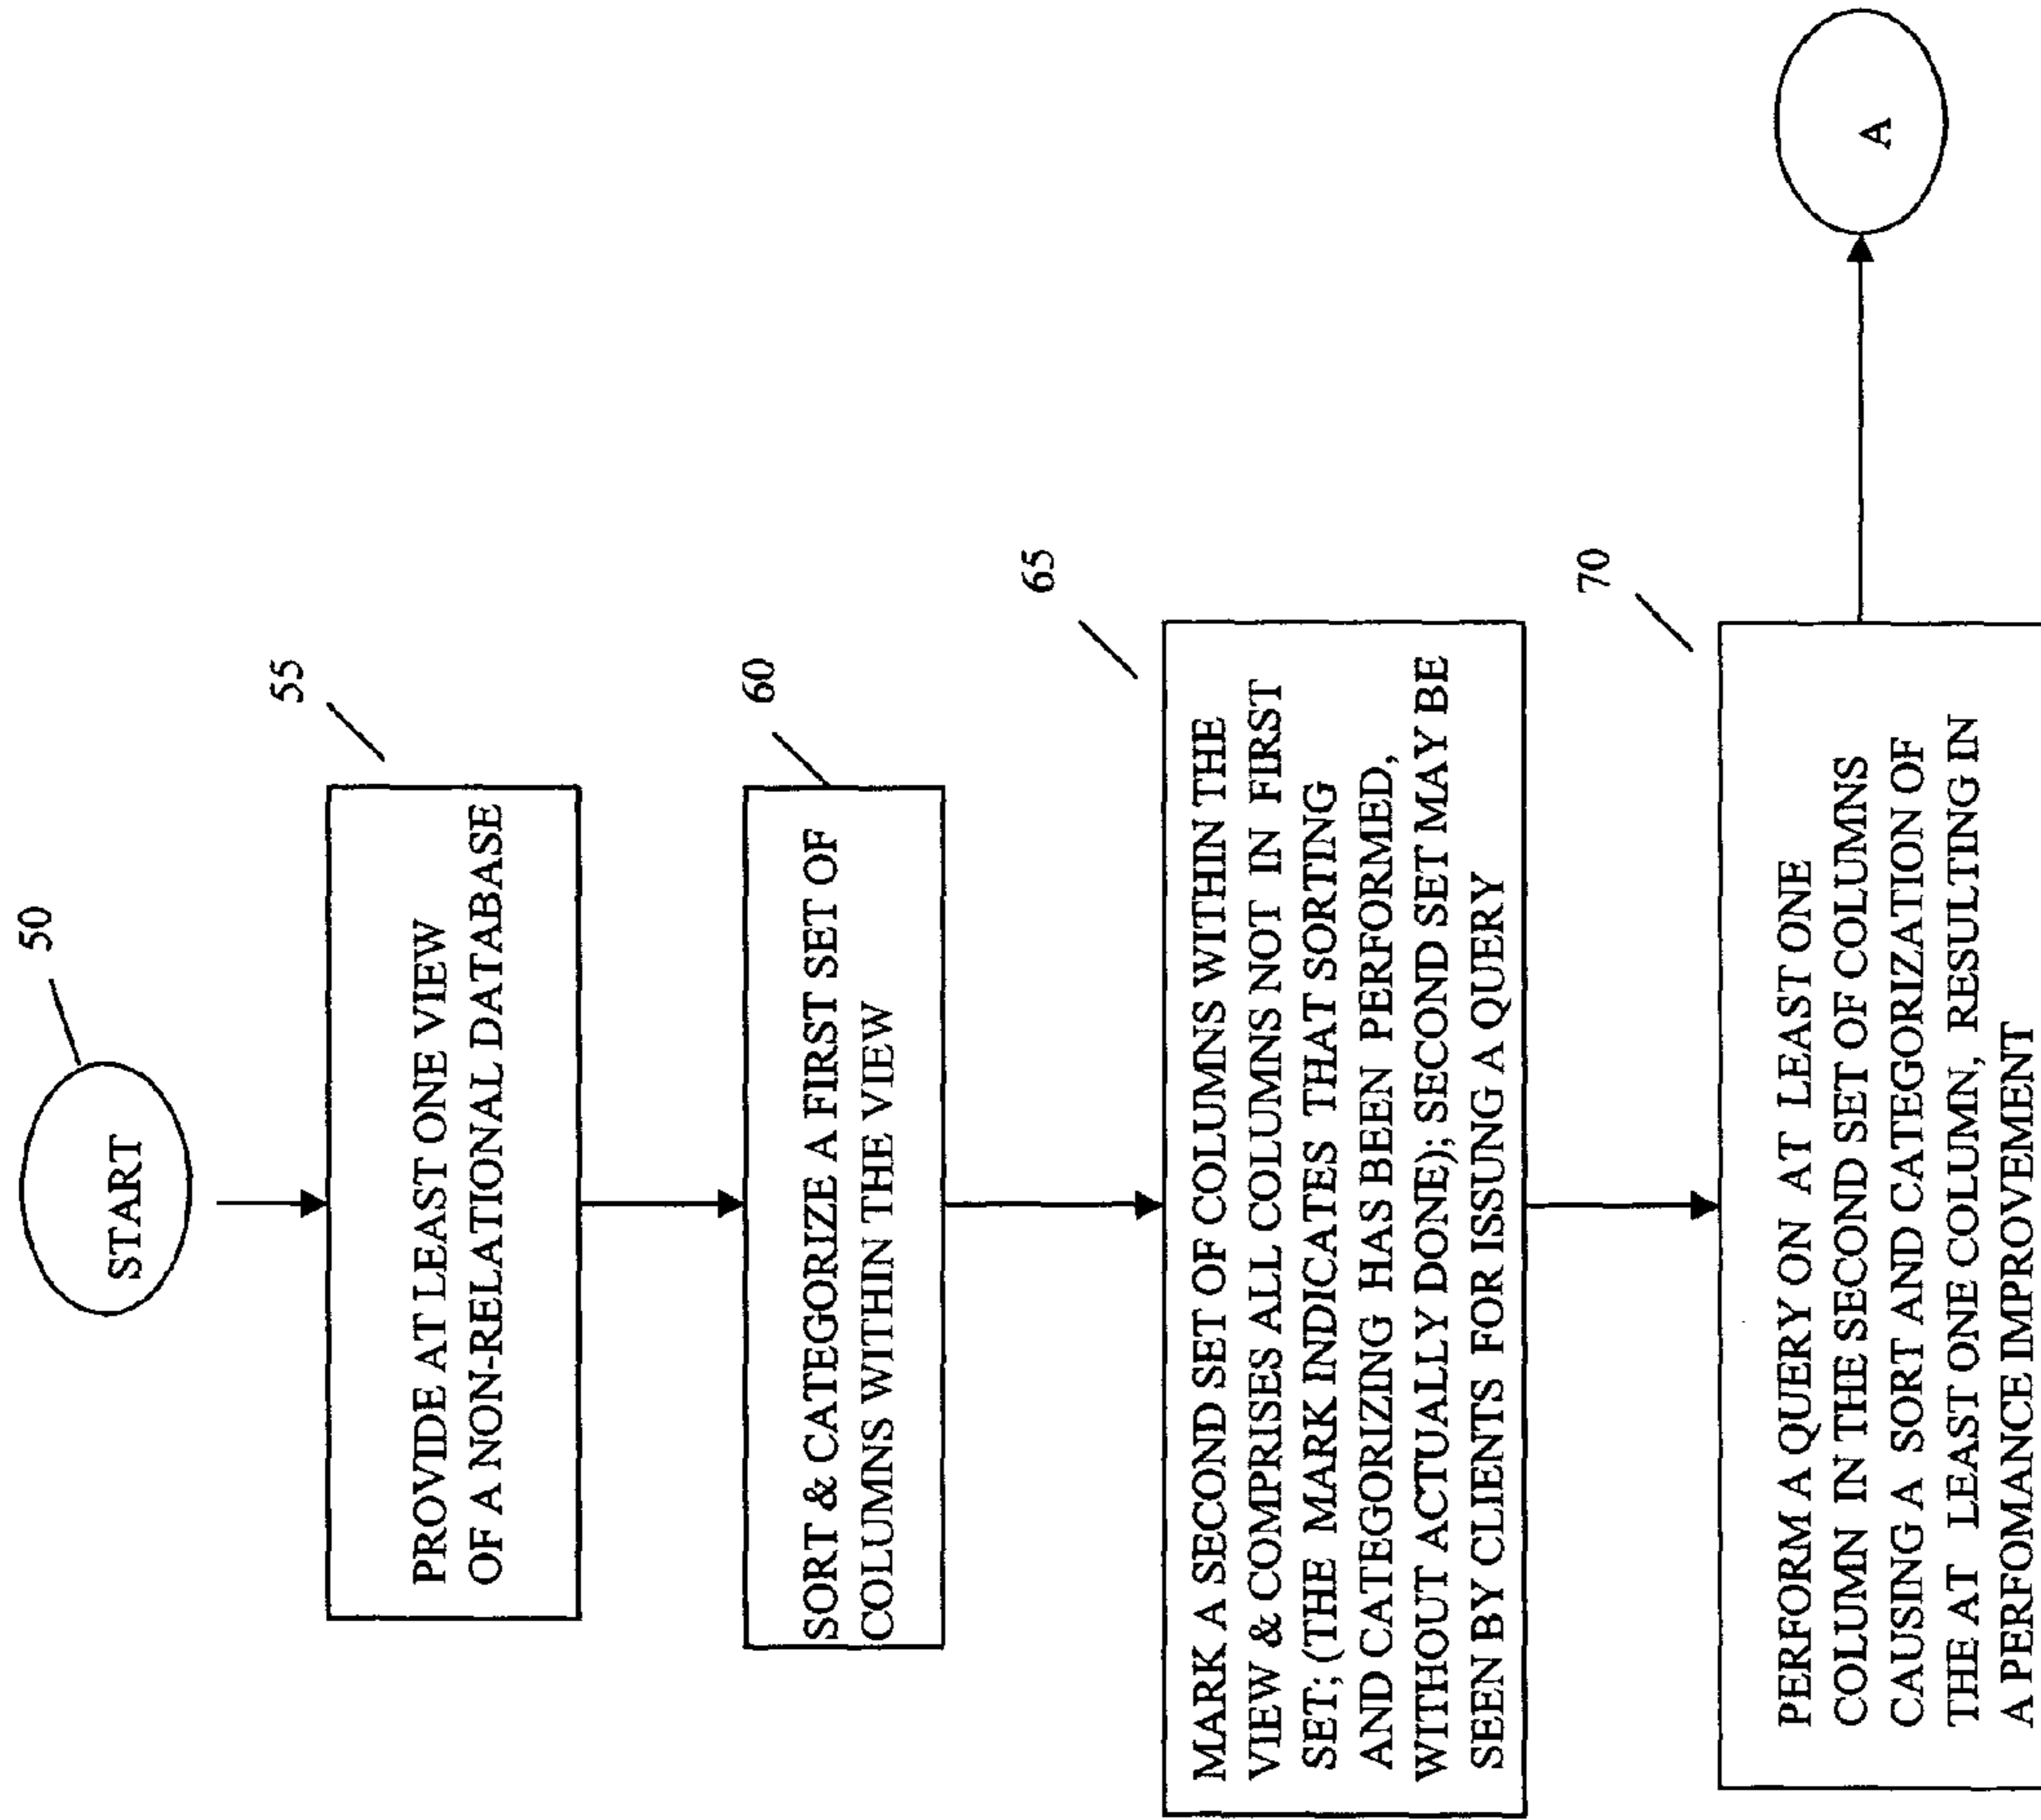 50
START
55
PROVIDE AT LEAST ONE VIEW
OF A NON-RELATIONAL DATABASE
60
SORT & CATEGORIZE A FIRST SET OF
COLUMNS WITHIN THE VIEW
65
MARK A SECOND SET OF COLUMNS WITHIN THE
VIEW & COMPRISES ALL COLUMNS NOT IN FIRST
SET; (THE MARK INDICATES THAT SORTING
AND CATEGORIZING HAS BEEN PERFORMED,
WITHOUT ACTUALLY DONE); SECOND SET MAY BE
SEEN BY CLIENTS FOR ISSUNG A QUERY
70
PERFORM A QUERY ON AT LEAST ONE
COLUMN IN THE SECOND SET OF COLUMNS
CAUSING A SORT AND CATEGORIZATION OF
THE AT LEAST ONE COLUMN, RESULTING IN
A PERFOMANCE IMPROVEMENT
A